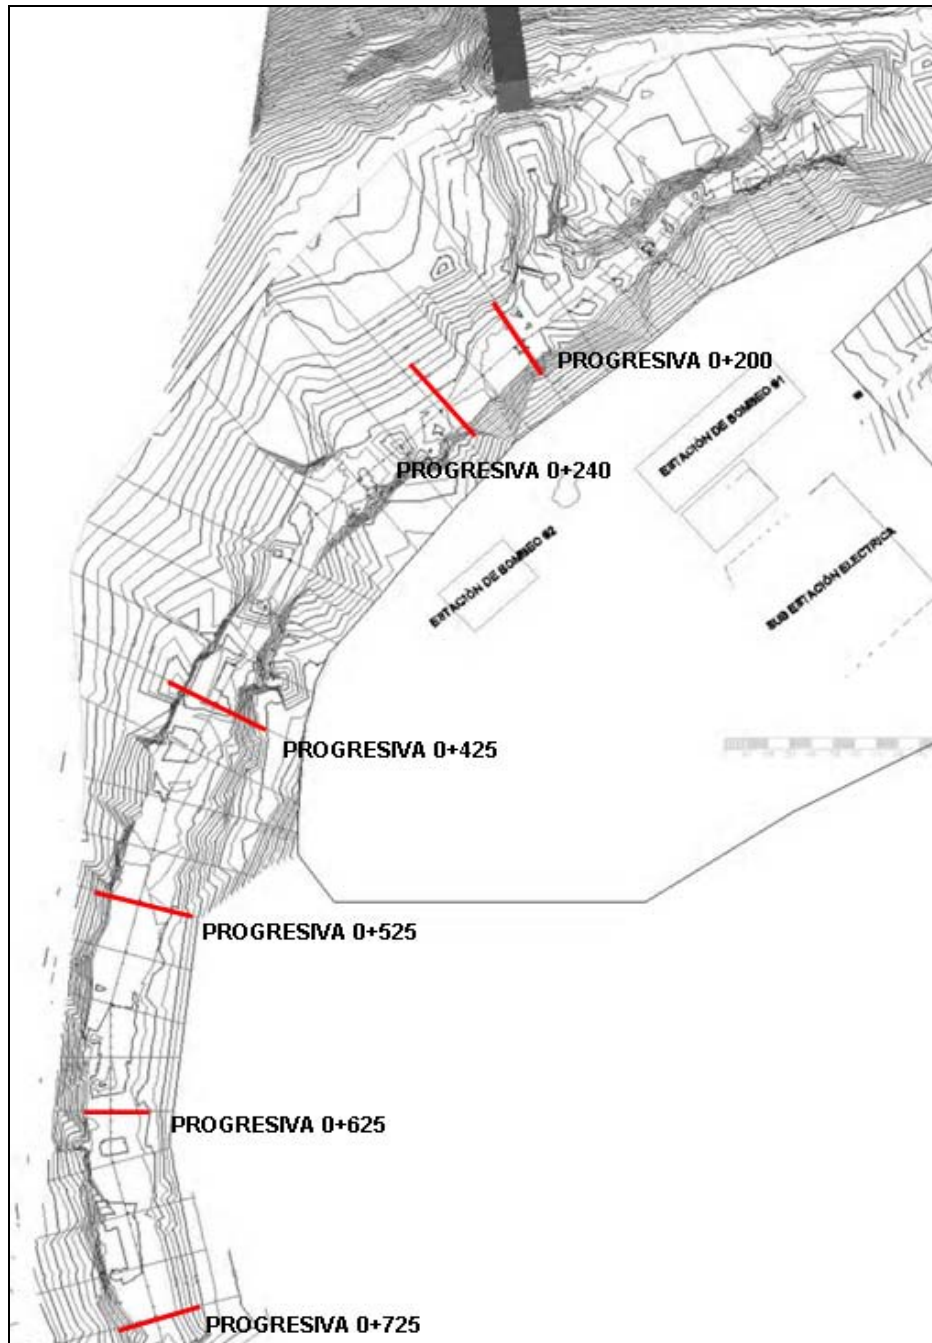 PROGRESIVA 0+200
ESTACIÓN DE BOMBEO #1
PROGRESIVA 0+240
ESTACIÓN DE BOMBEO #2
SUB ESTACIÓN ELECTRICA
PROGRESIVA 0+425
PROGRESIVA 0+525
PROGRESIVA 0+625
PROGRESIVA 0+725